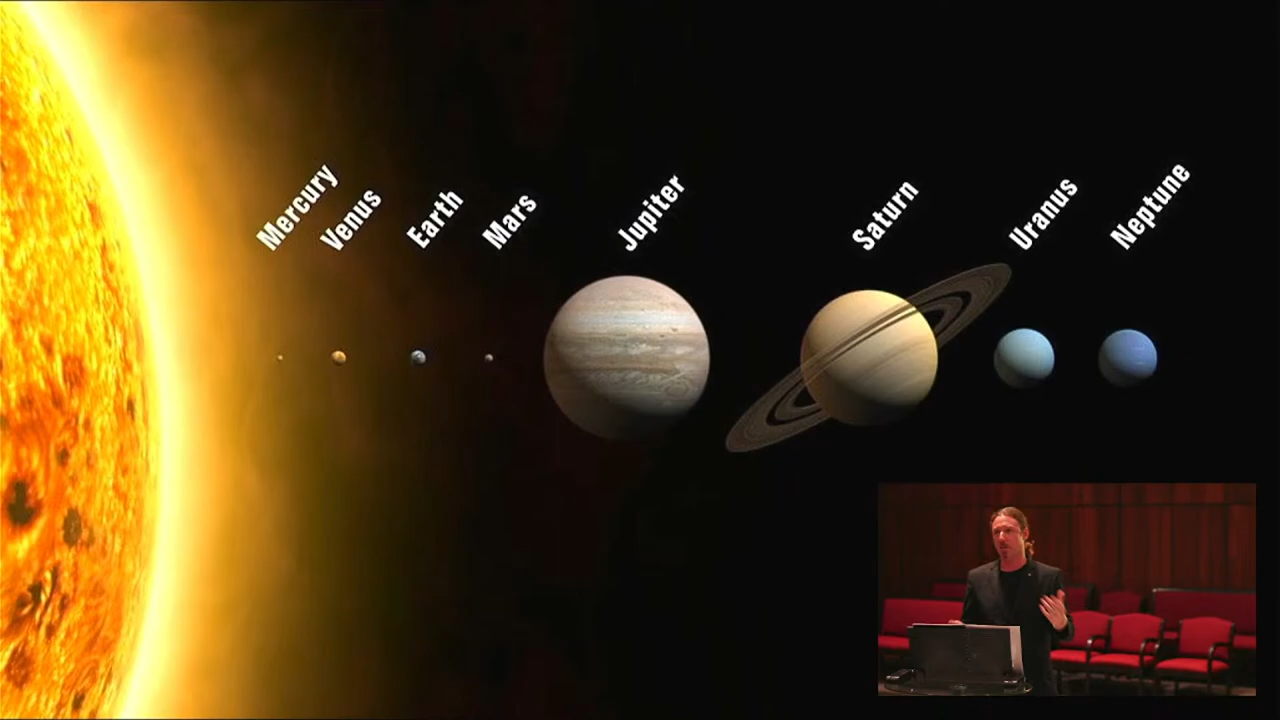 Mercury
Venus
Earth
Mars
Jupiter
Saturn
Uranus
Neptune